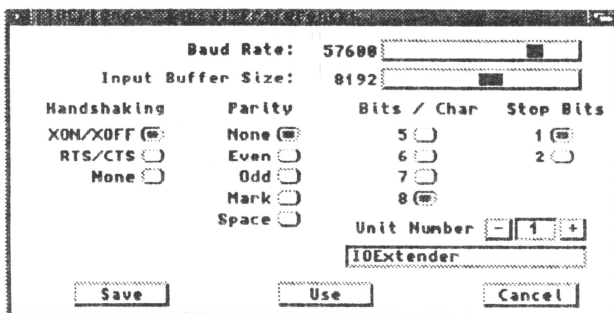 Baud Rate: 57600
Input Buffer Size: 8192
Handshaking Parity Bits / Char Stop Bits
XON/XOFF None 5 1
RTS/CTS Even 6 2
None Odd 7
Mark 8
Space
Unit Number - 1 +
IOExtender
Save Use Cancel